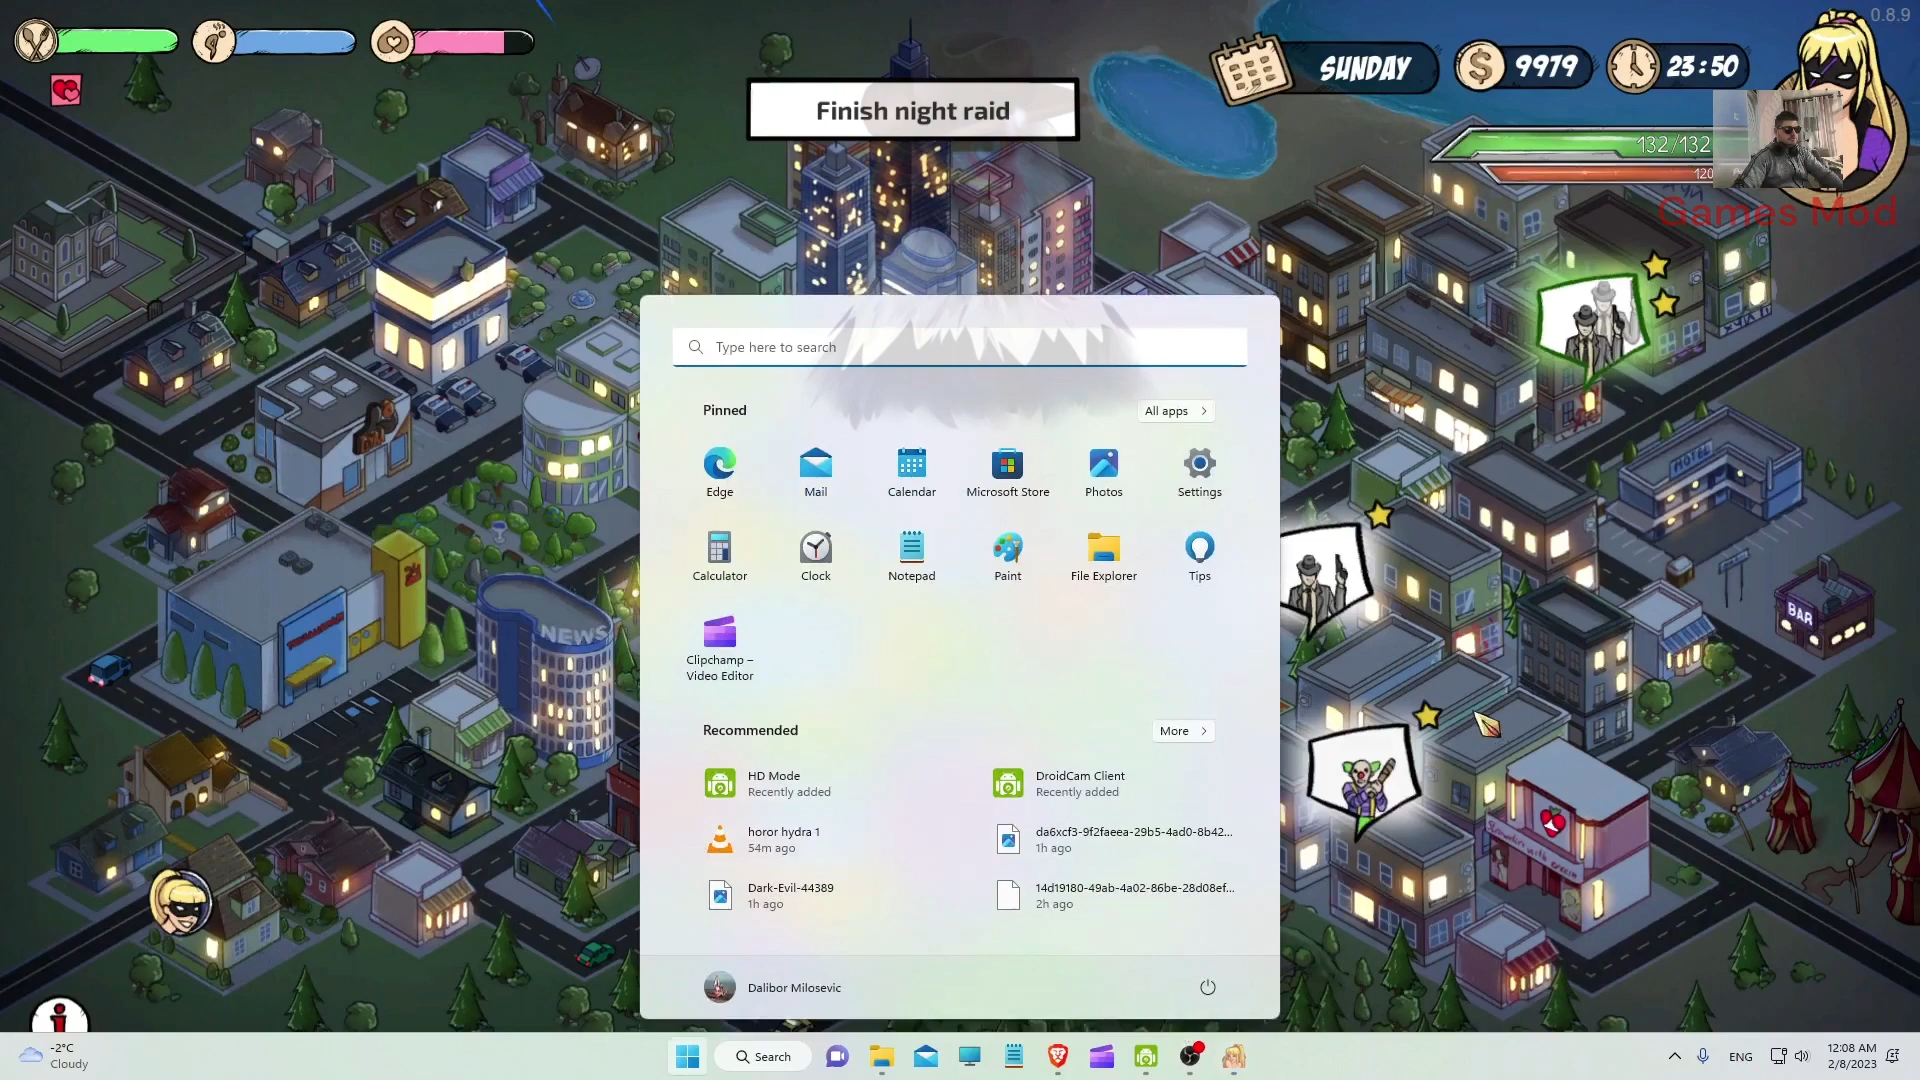 0.8.9
SUNDAY
9979
23:50
Finish night raid
132/132
120
Games Mod
POLICE
Type here to search
Pinned
All apps
Edge
Mail
Calendar
Microsoft Store
Photos
Settings
MOTEL
Calculator
Clock
Notepad
Paint
File Explorer
Tips
BAR
NEWS
Clipchamp –
Video Editor
Recommended
More
HD Mode
Recently added
DroidCam Client
Recently added
horor hydra 1
54m ago
da6xcf3-9f2faeea-29b5-4ad0-8b42...
1h ago
Dark-Evil-44389
1h ago
14d19180-49ab-4a02-86be-28d08ef...
2h ago
Dalibor Milosevic
-2°C
Cloudy
Search
ENG
12:08 AM
2/8/2023